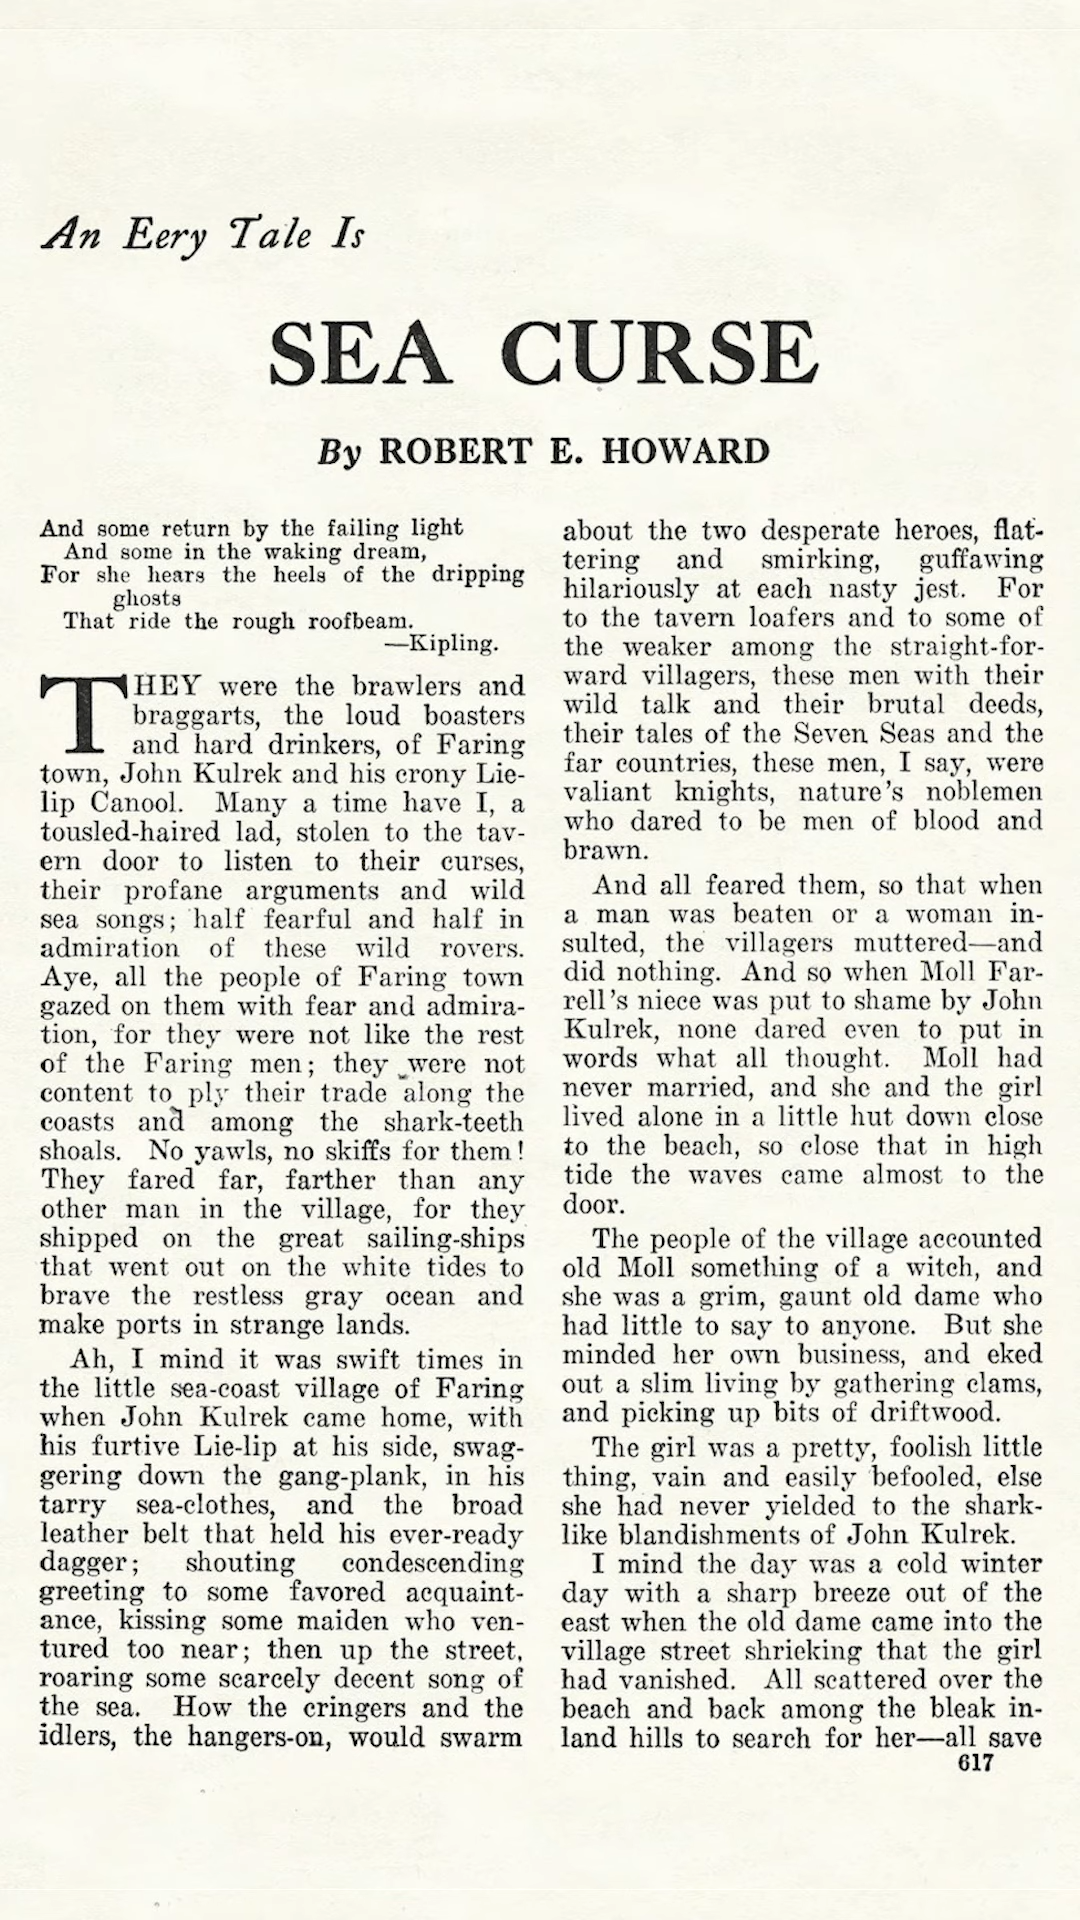 An Eery Tale Is
SEA CURSE
By ROBERT E. HOWARD
And some return by the failing light
And some in the waking dream,
For she hears the heels of the dripping
ghosts
That ride the rough roofbeam.
—Kipling.
THEY were the brawlers and
braggarts, the loud boasters
and hard drinkers, of Faring
town, John Kulrek and his crony Lie-
lip Canool. Many a time have I, a
tousled-haired lad, stolen to the tav-
ern door to listen to their curses,
their profane arguments and wild
sea songs; half fearful and half in
admiration of these wild rovers.
Aye, all the people of Faring town
gazed on them with fear and admira-
tion, for they were not like the rest
of the Faring men; they were not
content to ply their trade along the
coasts and among the shark-teeth
shoals. No yawls, no skiffs for them!
They fared far, farther than any
other man in the village, for they
shipped on the great sailing-ships
that went out on the white tides to
brave the restless gray ocean and
make ports in strange lands.
Ah, I mind it was swift times in
the little sea-coast village of Faring
when John Kulrek came home, with
his furtive Lie-lip at his side, swag-
gering down the gang-plank, in his
tarry sea-clothes, and the broad
leather belt that held his ever-ready
dagger; shouting condescending
greeting to some favored acquaint-
ance, kissing some maiden who ven-
tured too near; then up the street,
roaring some scarcely decent song of
the sea. How the cringers and the
idlers, the hangers-on, would swarm
about the two desperate heroes, flat-
tering and smirking, guffawing
hilariously at each nasty jest. For
to the tavern loafers and to some of
the weaker among the straight-for-
ward villagers, these men with their
wild talk and their brutal deeds,
their tales of the Seven Seas and the
far countries, these men, I say, were
valiant knights, nature's noblemen
who dared to be men of blood and
brawn.
And all feared them, so that when
a man was beaten or a woman in-
sulted, the villagers muttered—and
did nothing. And so when Moll Far-
rell's niece was put to shame by John
Kulrek, none dared even to put in
words what all thought. Moll had
never married, and she and the girl
lived alone in a little hut down close
to the beach, so close that in high
tide the waves came almost to the
door.
The people of the village accounted
old Moll something of a witch, and
she was a grim, gaunt old dame who
had little to say to anyone. But she
minded her own business, and eked
out a slim living by gathering clams,
and picking up bits of driftwood.
The girl was a pretty, foolish little
thing, vain and easily befooled, else
she had never yielded to the shark-
like blandishments of John Kulrek.
I mind the day was a cold winter
day with a sharp breeze out of the
east when the old dame came into the
village street shrieking that the girl
had vanished. All scattered over the
beach and back among the bleak in-
land hills to search for her—all save
617